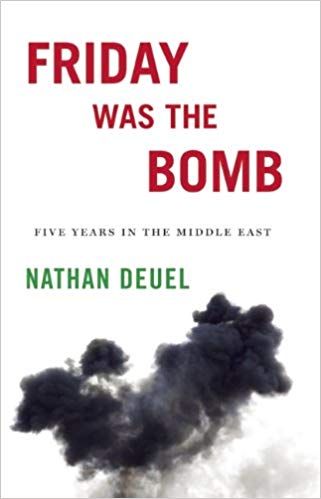 FRIDAY
WAS THE
BOMB
FIVE YEARS IN THE MIDDLE EAST
NATHAN DEUEL